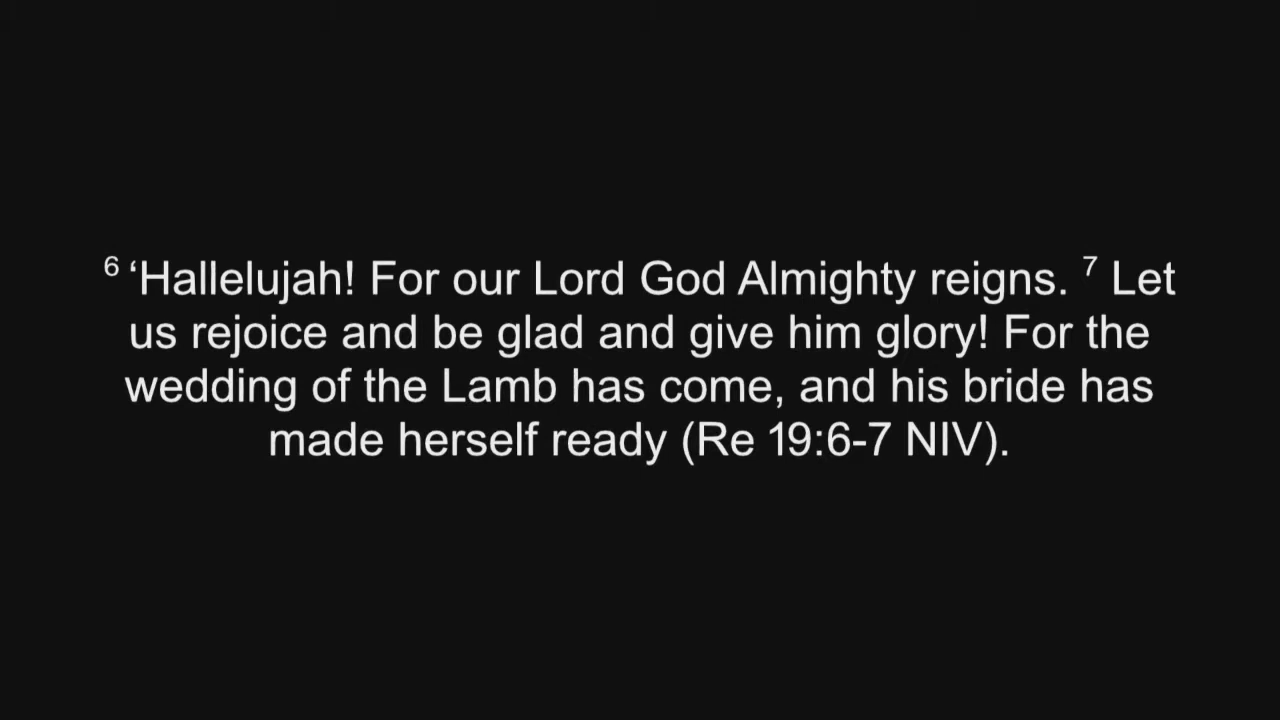 ⁶ ‘Hallelujah! For our Lord God Almighty reigns. ⁷ Let
us rejoice and be glad and give him glory! For the
wedding of the Lamb has come, and his bride has
made herself ready (Re 19:6-7 NIV).